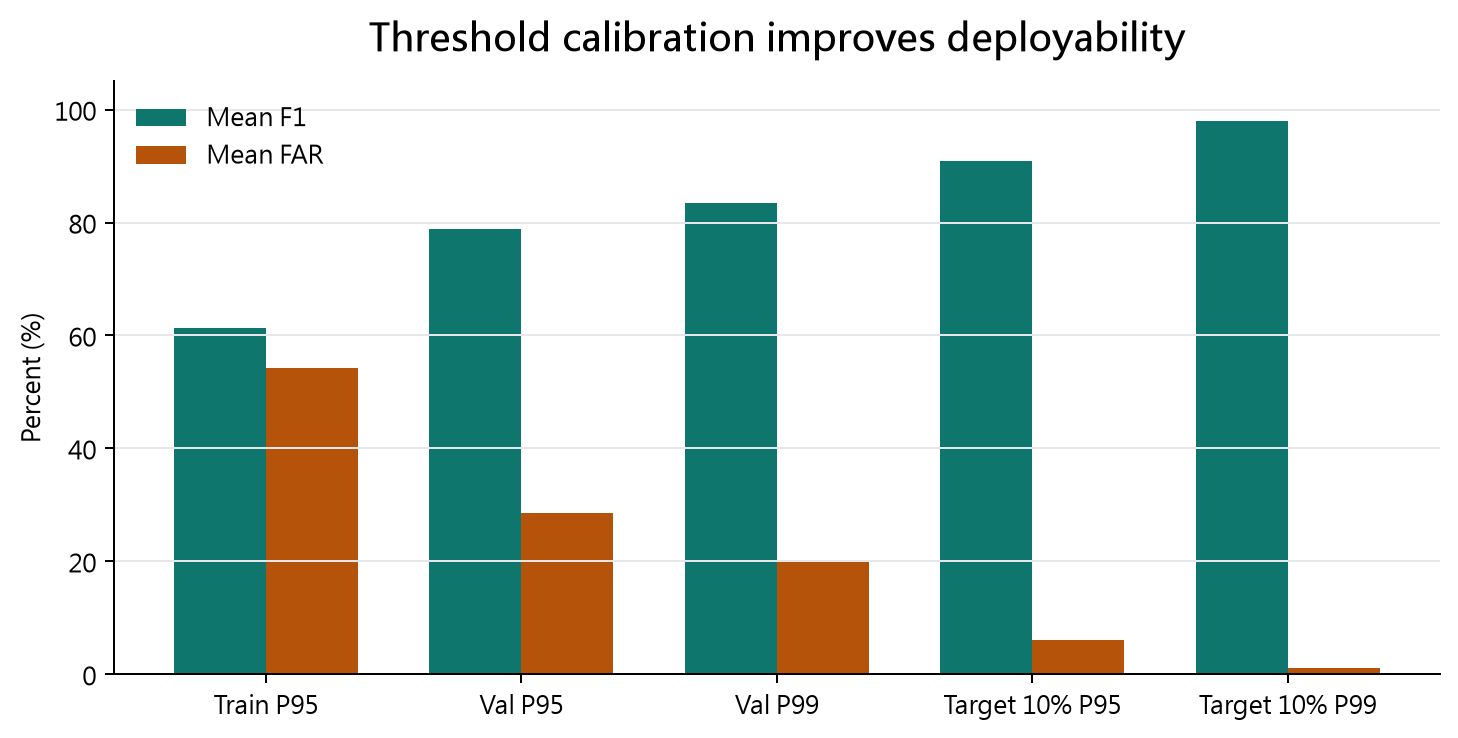 Threshold calibration improves deployability
Mean F1
Mean FAR
Percent (%)
100
80
60
40
20
0
Train P95
Val P95
Val P99
Target 10% P95
Target 10% P99